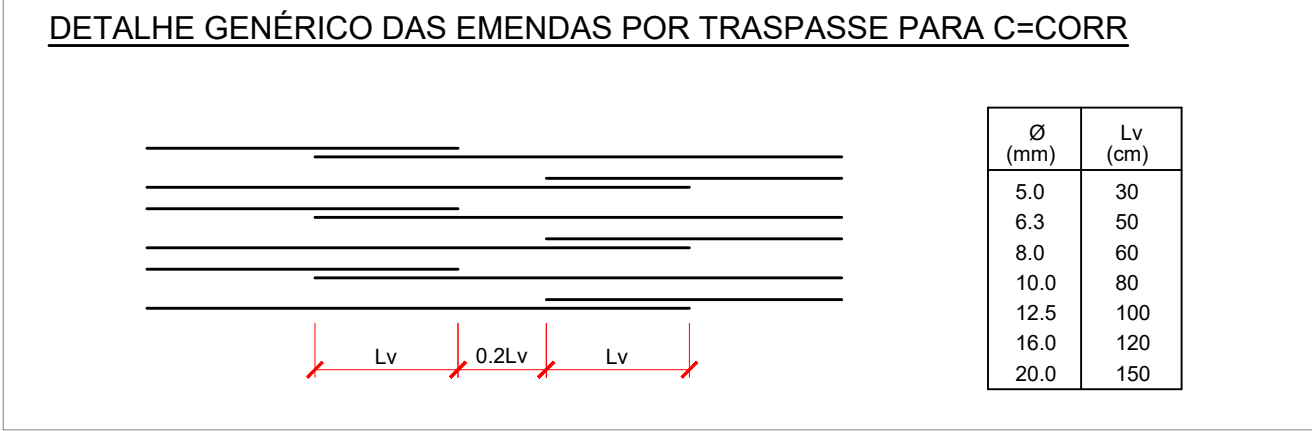 DETALHE GENÉRICO DAS EMENDAS POR TRASPASSE PARA C=CORR
Lv 0.2Lv Lv
Ø Lv
(mm) (cm)
5.0 30
6.3 50
8.0 60
10.0 80
12.5 100
16.0 120
20.0 150